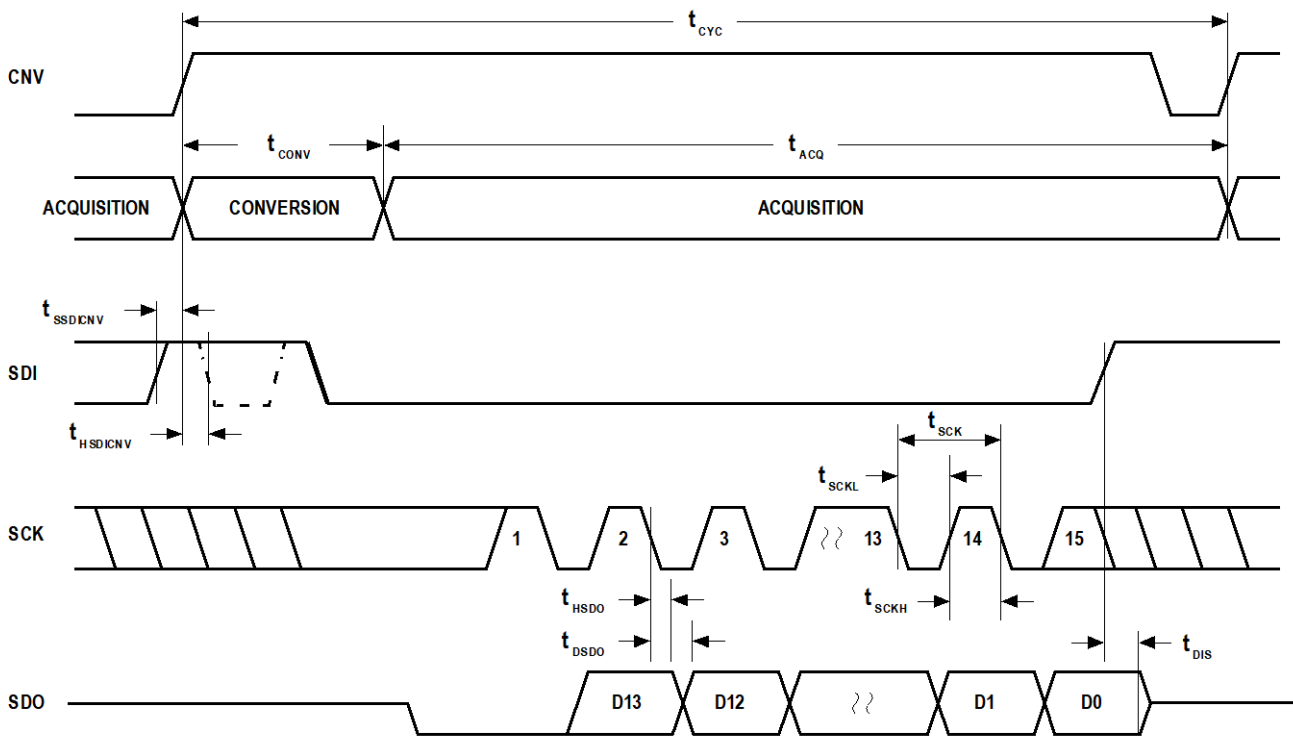 tCYC
CNV
tCONV
tACQ
ACQUISITION
CONVERSION
ACQUISITION
tSSDICNV
SDI
tHSDICNV
tSCK
tSCKL
SCK
1
2
3
13
14
15
tHSDO
tSCKH
tDSDO
tDIS
SDO
D13
D12
D1
D0